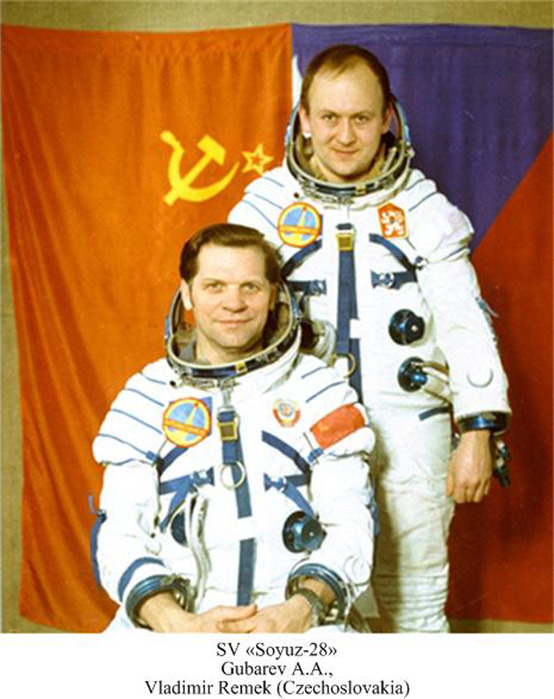 SV «Soyuz-28»
Gubarev A.A.,
Vladimir Remek (Czechoslovakia)